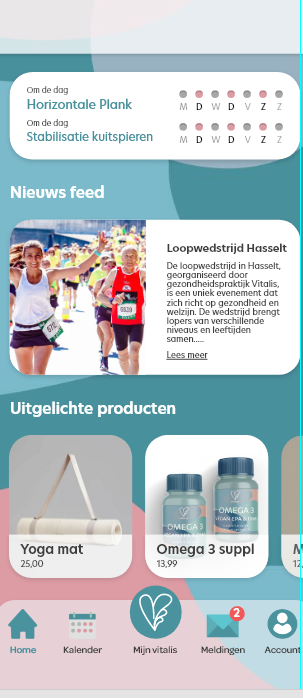 Om de dag
Horizontale Plank
M D W D V Z Z
Om de dag
Stabilisatie kuitspieren
M D W D V Z Z
Nieuws feed
Loopwedstrijd Hasselt
De loopwedstrijd in Hasselt,
georganiseerd door
gezondheidspraktijk Vitalis,
is een uniek evenement dat
zich richt op gezondheid en
welzijn. De wedstrijd brengt
lopers van verschillende
niveaus en leeftijden
samen.....
Lees meer
Uitgelichte producten
OMEGA 3
OMEGA 3
VEGAN EPA & DHA
Yoga mat
25,00
Omega 3 suppl
13,99
M
12,
2
Home
Kalender
Mijn vitalis
Meldingen
Account